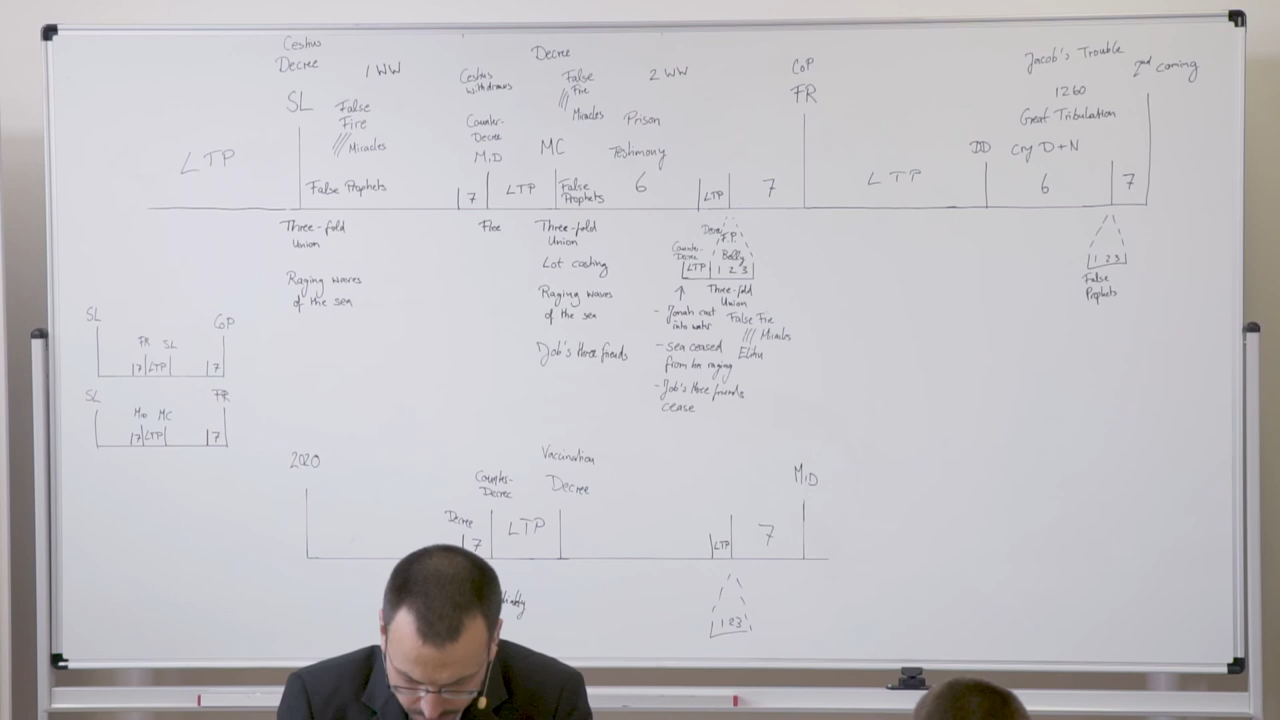 Cestius
Decree
1 WW
SL
False
Fire
/// Miracles
LTP
False Prophets
Three-fold
Union
Raging waves
of the sea
Cestius
withdraws
Counter-
Decree
MiD
7
LTP
Flee
Decree
False
Fire
/// Miracles
MC
False
Prophets
Three-fold
Union
Lot casting
Raging waves
of the sea
Job's three friends
2 WW
Prison
Testimony
6
LTP
7
Decree
F.P.
Counter-
Decree
Belly
LTP 1 2 3
Three-fold
Union
- Jonah cast
into water
False Fire
/// Miracles
Elihu
- sea ceased
from her raging
- Job's three friends
cease
CoP
FR
LTP
DD
Jacob's Trouble
1260
Great Tribulation
Cry D + N
6
7
2nd coming
1 2 3
False
Prophets
SL
CoP
FR SL
7 LTP
7
SL
FR
MiD MC
7 LTP
7
2020
Decree
7
Counter-
Decree
LTP
Vaccination
Decree
LTP
7
MiD
1 2 3